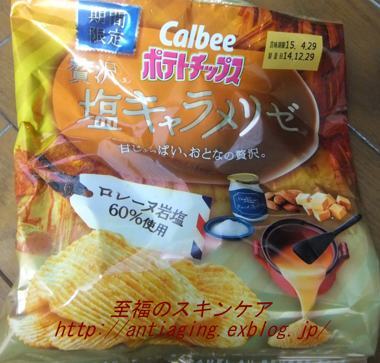 期間
限定
Calbee
ポテトチップス
賞味期限15. 4.29
製造日14.12.29
贅沢
塩キャラメリゼ
甘じょっぱい、おとなの贅沢。
ロレーヌ岩塩
60%使用
至福のスキンケア
http://antiaging.exblog.jp/